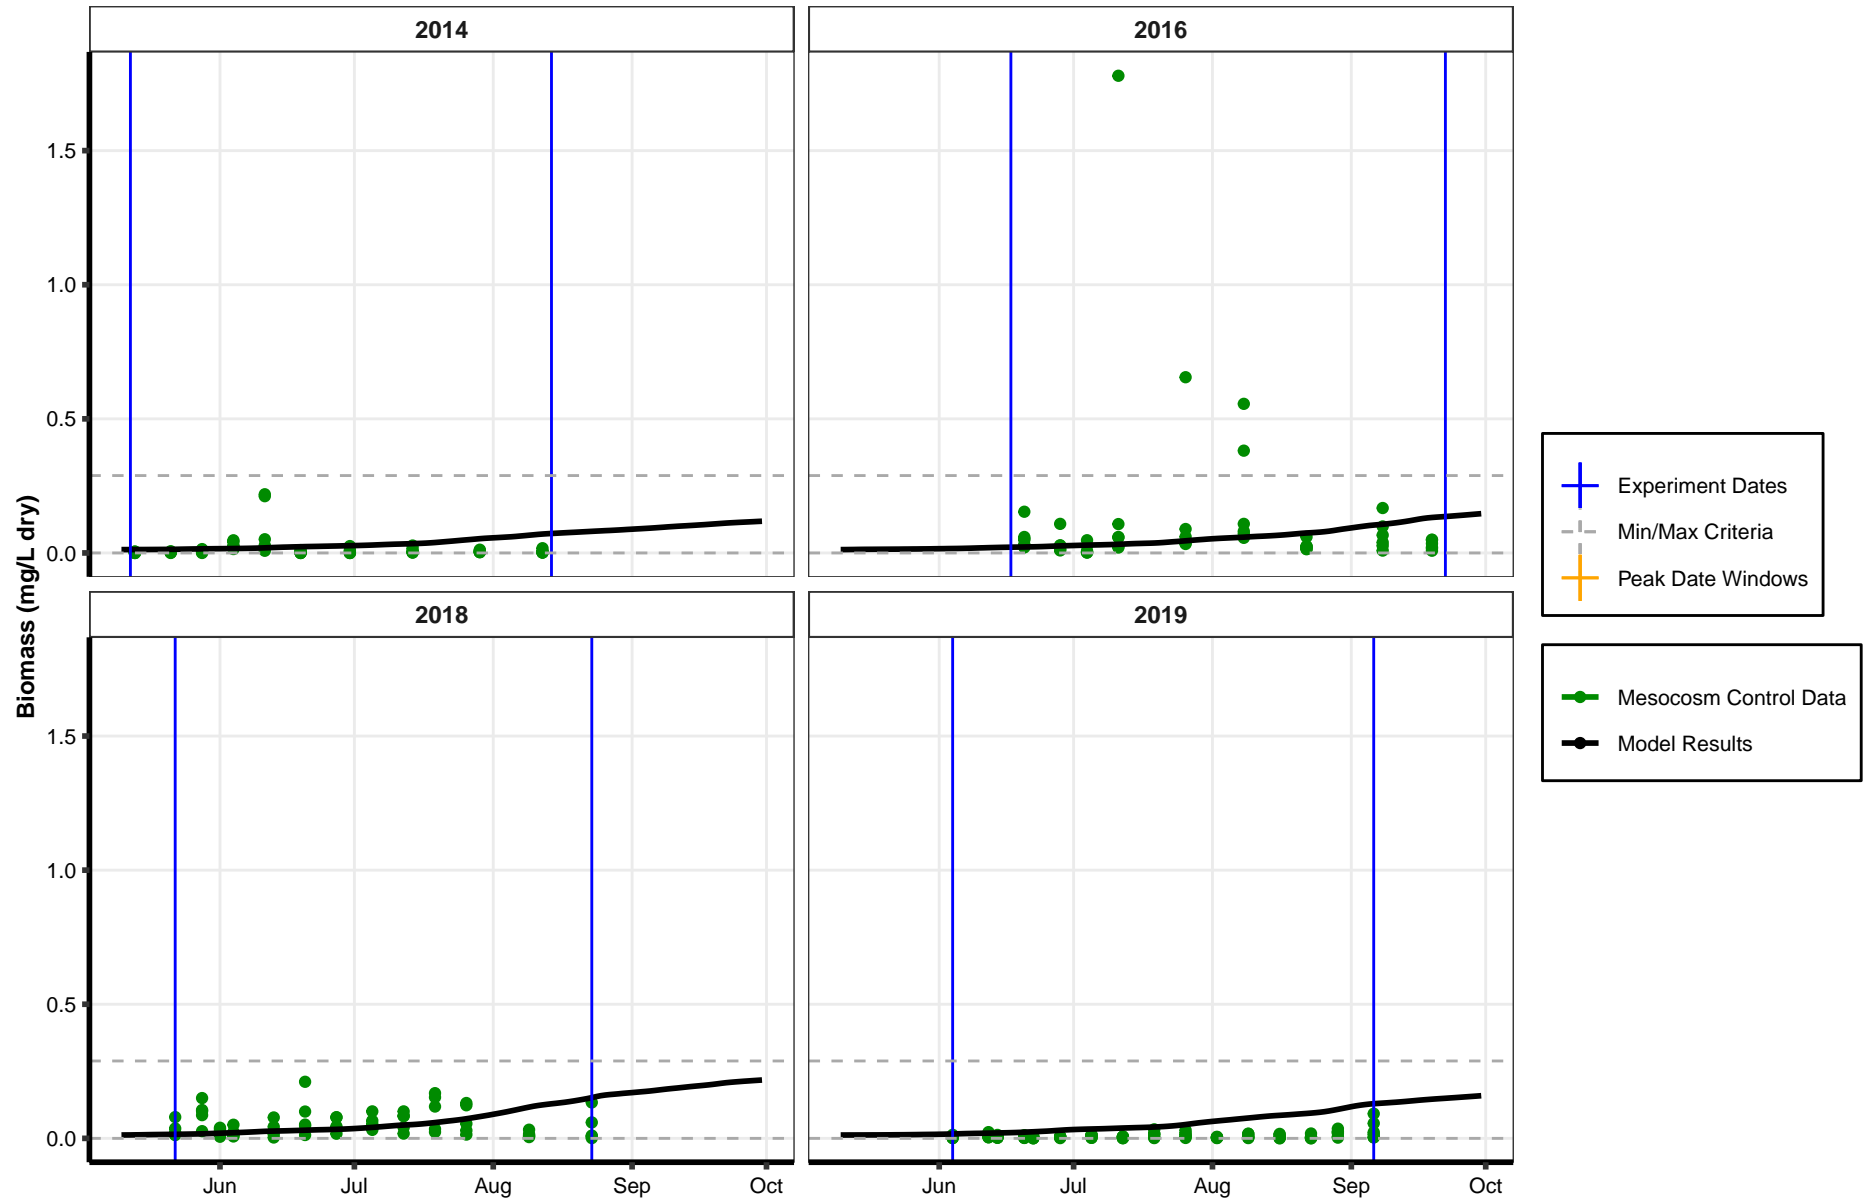 2014
2016
1.5
1.0
0.5
0.0
Biomass (mg/L dry)
2018
2019
1.5
1.0
0.5
0.0
Jun Jul Aug Sep Oct
Jun Jul Aug Sep Oct
Experiment Dates
Min/Max Criteria
Peak Date Windows
Mesocosm Control Data
Model Results